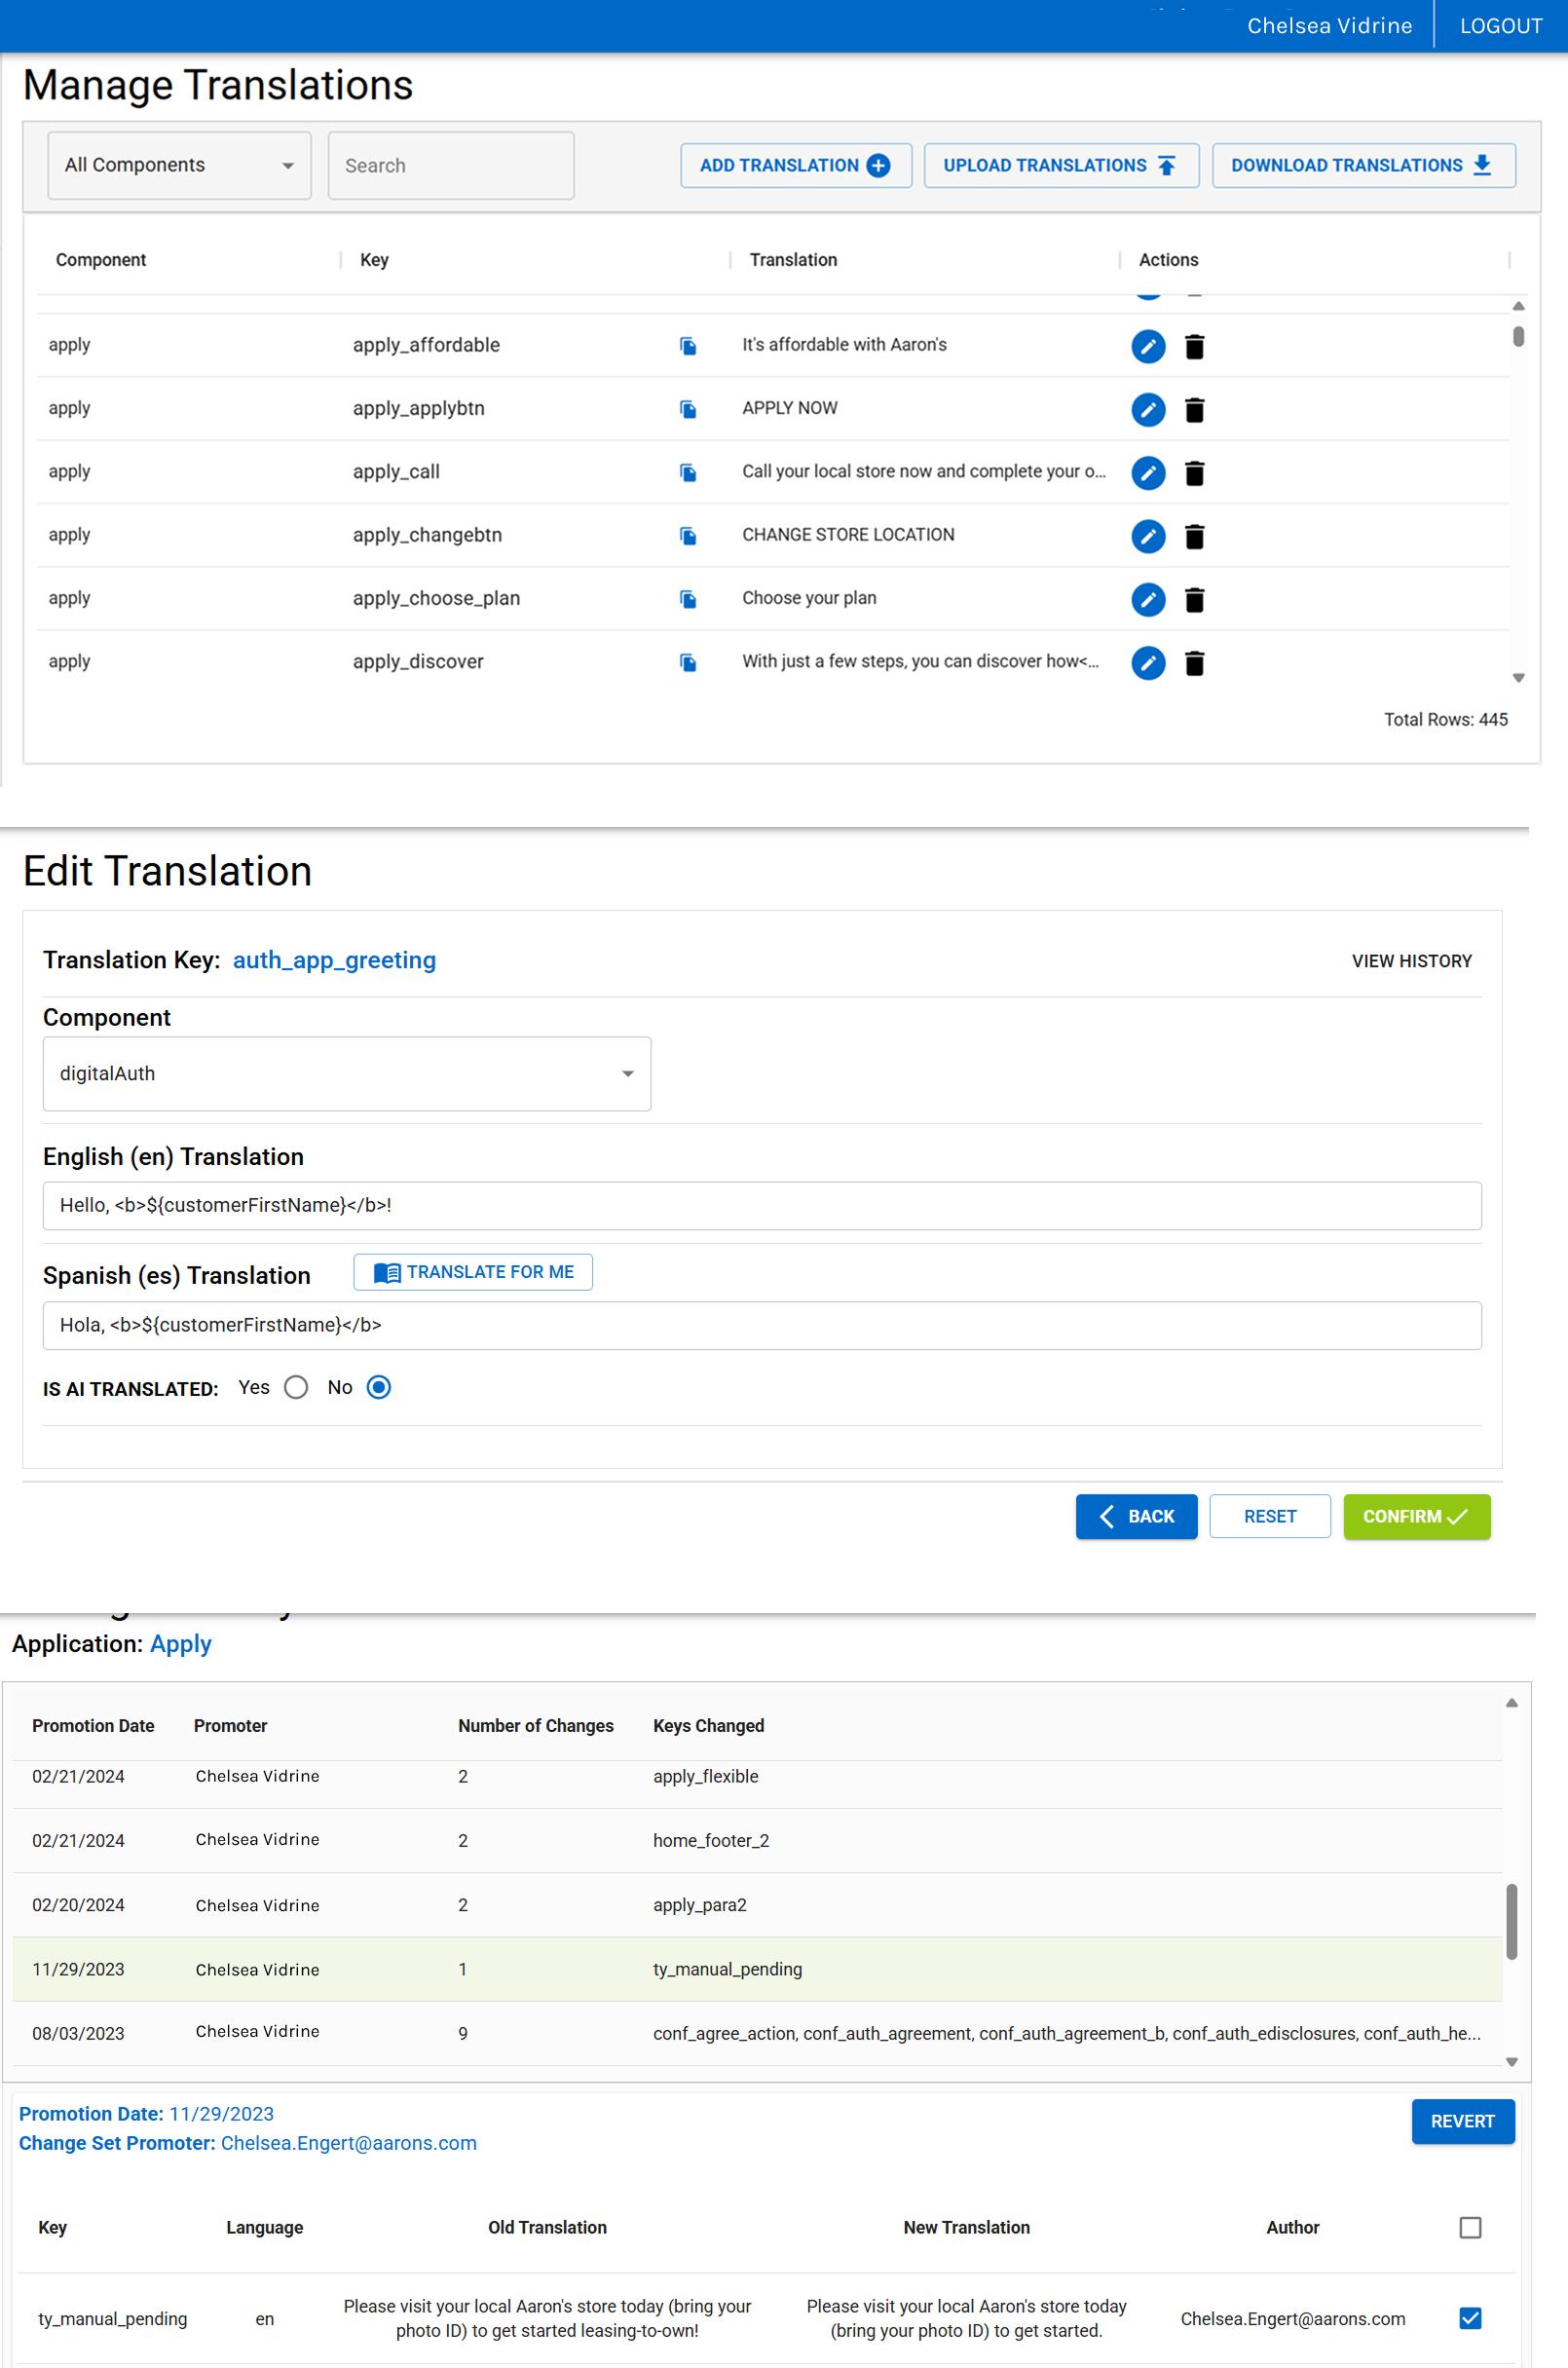 Chelsea Vidrine
LOGOUT
Manage Translations
All Components
Search
ADD TRANSLATION
UPLOAD TRANSLATIONS
DOWNLOAD TRANSLATIONS
Component Key Translation Actions
apply apply_affordable It's affordable with Aaron's
apply apply_applybtn APPLY NOW
apply apply_call Call your local store now and complete your o...
apply apply_changebtn CHANGE STORE LOCATION
apply apply_choose_plan Choose your plan
apply apply_discover With just a few steps, you can discover how<...
Total Rows: 445
Edit Translation
Translation Key: auth_app_greeting
VIEW HISTORY
Component
digitalAuth
English (en) Translation
Hello, <b>${customerFirstName}</b>!
Spanish (es) Translation
TRANSLATE FOR ME
Hola, <b>${customerFirstName}</b>
IS AI TRANSLATED: Yes No
BACK
RESET
CONFIRM
Application: Apply
Promotion Date Promoter Number of Changes Keys Changed
02/21/2024 Chelsea Vidrine 2 apply_flexible
02/21/2024 Chelsea Vidrine 2 home_footer_2
02/20/2024 Chelsea Vidrine 2 apply_para2
11/29/2023 Chelsea Vidrine 1 ty_manual_pending
08/03/2023 Chelsea Vidrine 9 conf_agree_action, conf_auth_agreement, conf_auth_agreement_b, conf_auth_edisclosures, conf_auth_he...
Promotion Date: 11/29/2023
REVERT
Change Set Promoter: Chelsea.Engert@aarons.com
Key Language Old Translation New Translation Author
ty_manual_pending en Please visit your local Aaron's store today (bring your
photo ID) to get started leasing-to-own!
Please visit your local Aaron's store today
(bring your photo ID) to get started.
Chelsea.Engert@aarons.com